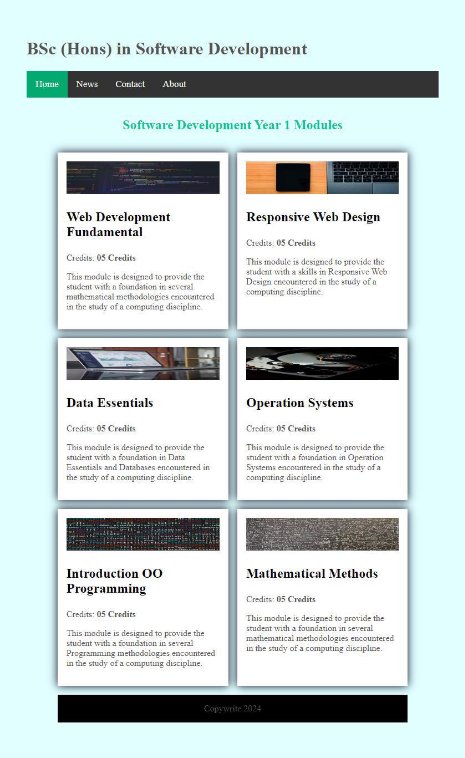 BSc (Hons) in Software Development
Home News Contact About
Software Development Year 1 Modules
Web Development
Fundamental
Credits: 05 Credits
This module is designed to provide the
student with a foundation in several
mathematical methodologies encountered
in the study of a computing discipline.
Responsive Web Design
Credits: 05 Credits
This module is designed to provide the
student with a skills in Responsive Web
Design encountered in the study of a
computing discipline.
Data Essentials
Credits: 05 Credits
This module is designed to provide the
student with a foundation in Data
Essentials and Databases encountered in
the study of a computing discipline.
Operation Systems
Credits: 05 Credits
This module is designed to provide the
student with a foundation in Operation
Systems encountered in the study of a
computing discipline.
Introduction OO
Programming
Credits: 05 Credits
This module is designed to provide the
student with a foundation in several
Programming methodologies encountered
in the study of a computing discipline.
Mathematical Methods
Credits: 05 Credits
This module is designed to provide the
student with a foundation in several
mathematical methodologies encountered
in the study of a computing discipline.
Copywrite 2024